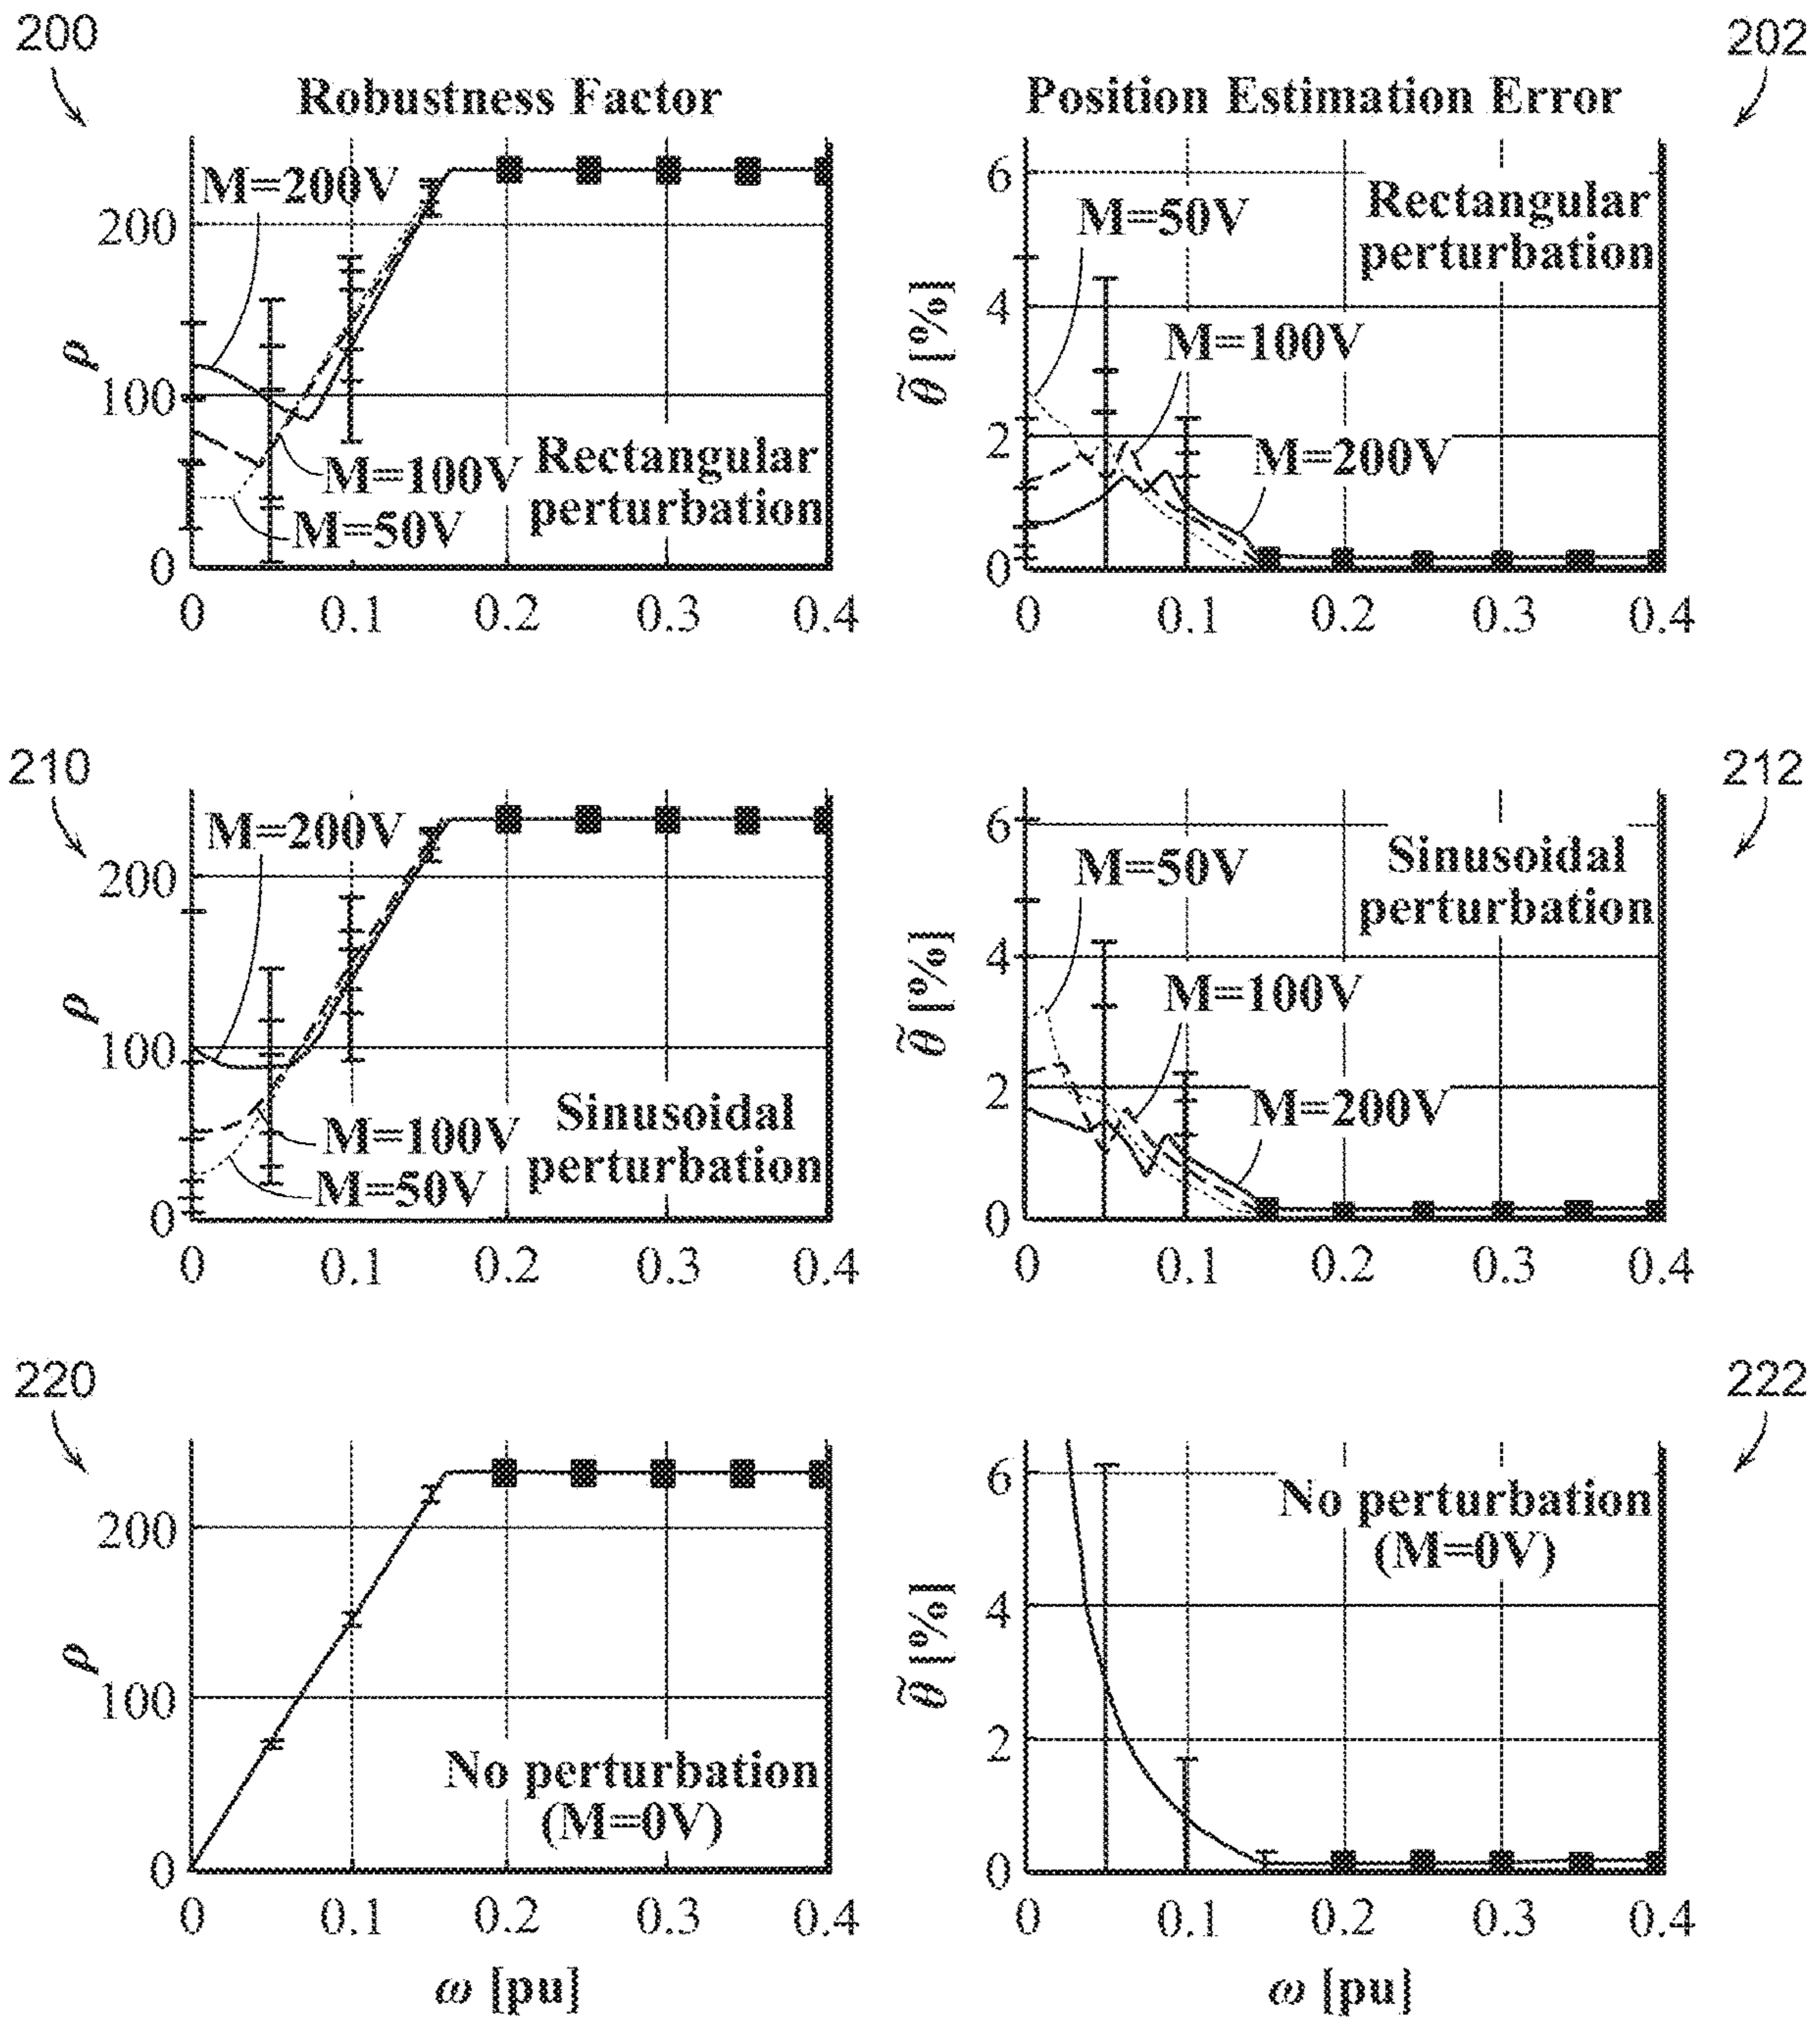 200
202
Robustness Factor
Position Estimation Error
M=200V
200
ρ
100
M=100V
M=50V
Rectangular
perturbation
0
0 0.1 0.2 0.3 0.4
6
M=50V
Rectangular
perturbation
4
θ̃ [%]
M=100V
2
M=200V
0
0 0.1 0.2 0.3 0.4
210
212
M=200V
200
ρ
100
M=100V
M=50V
Sinusoidal
perturbation
0
0 0.1 0.2 0.3 0.4
6
M=50V
Sinusoidal
perturbation
4
θ̃ [%]
M=100V
2
M=200V
0
0 0.1 0.2 0.3 0.4
220
222
200
ρ
100
No perturbation
(M=0V)
0
0 0.1 0.2 0.3 0.4
ω [pu]
6
No perturbation
(M=0V)
4
θ̃ [%]
2
0
0 0.1 0.2 0.3 0.4
ω [pu]